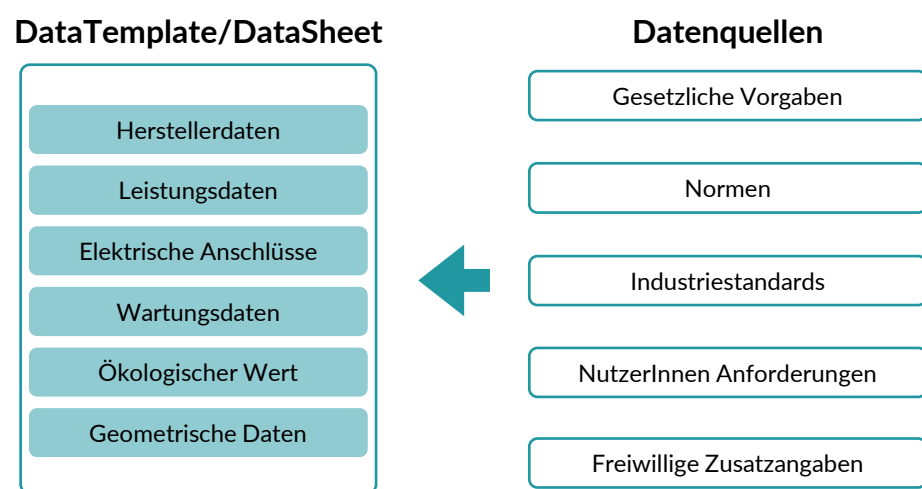 DataTemplate/DataSheet
Herstellerdaten
Leistungsdaten
Elektrische Anschlüsse
Wartungsdaten
Ökologischer Wert
Geometrische Daten
Datenquellen
Gesetzliche Vorgaben
Normen
Industriestandards
NutzerInnen Anforderungen
Freiwillige Zusatzangaben